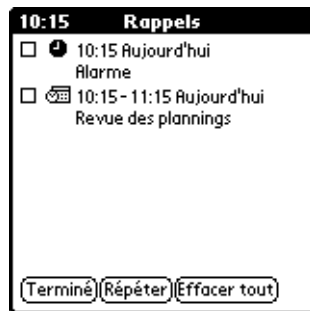 10:15 Rappels
10:15 Aujourd'hui
Alarme
10:15 - 11:15 Aujourd'hui
Revue des plannings
Terminé Répéter Effacer tout